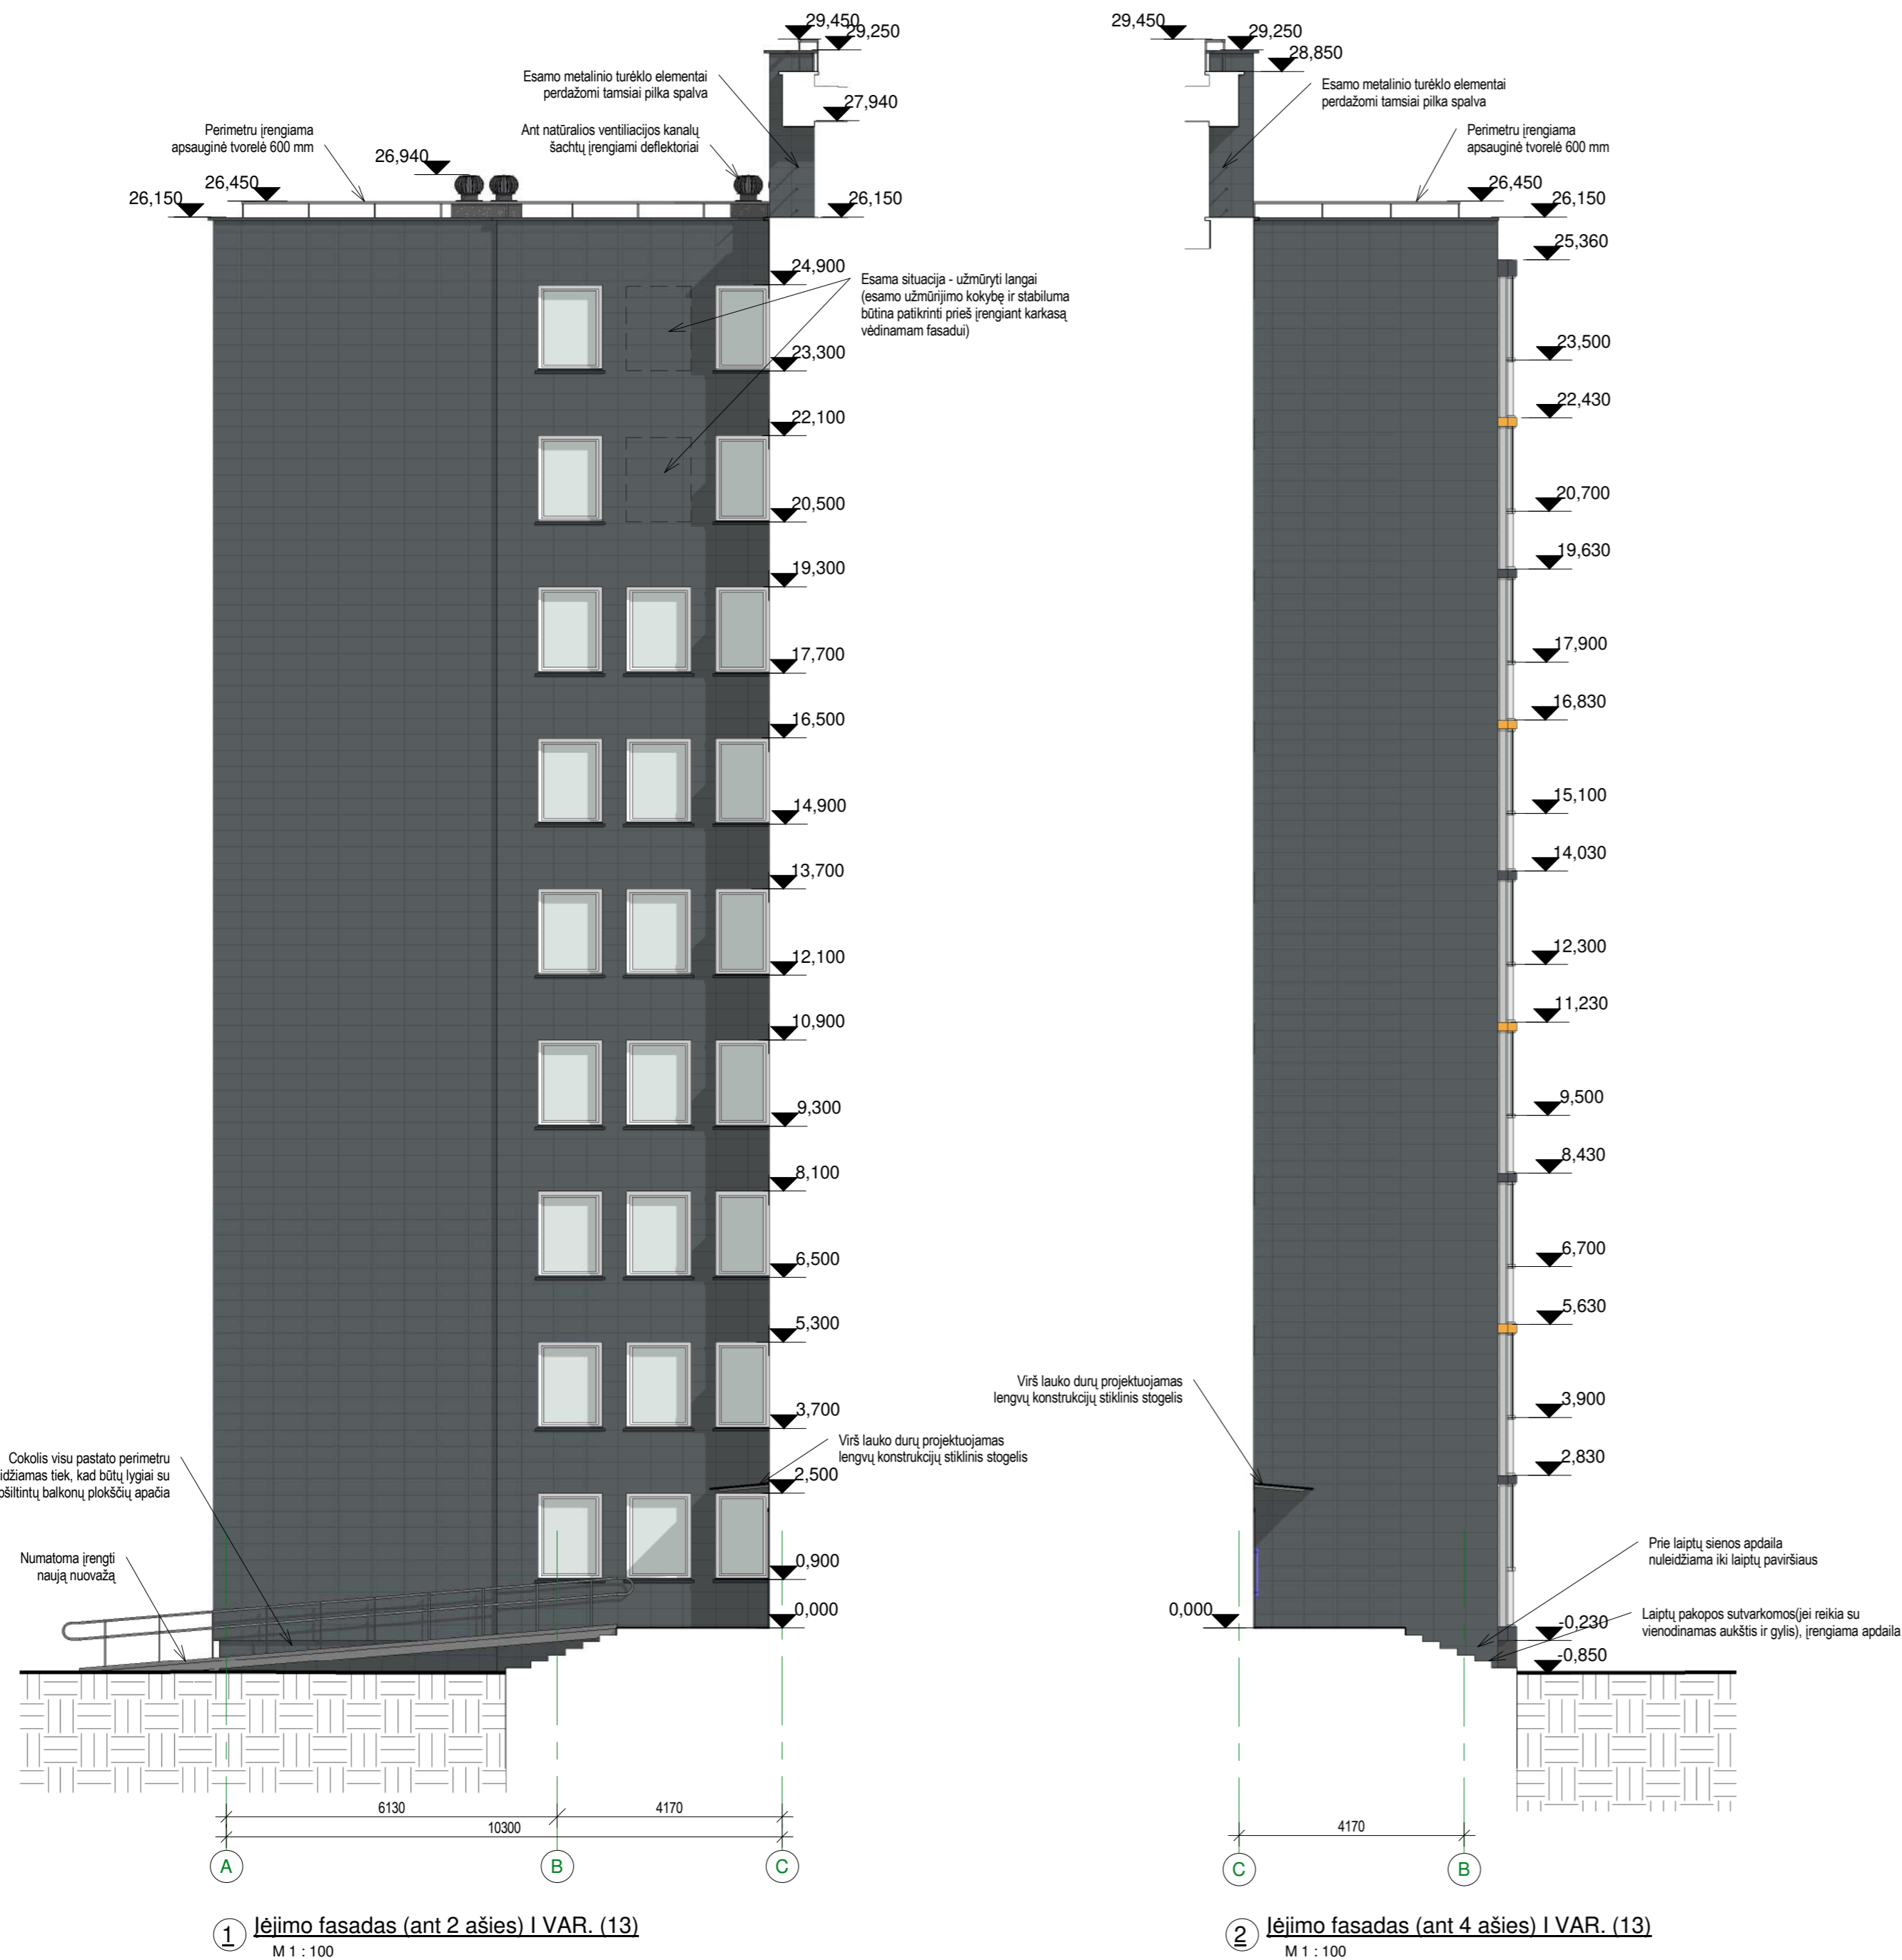 29,450
29,250
Esamo metalinio turėklo elementai
perdažomi tamsiai pilka spalva
27,940
Perimetru įrengiama
apsauginė tvorelė 600 mm
Ant natūralios ventiliacijos kanalų
šachtų įrengiami deflektoriai
26,940
26,450
26,150
26,150
24,900
Esama situacija - užmūryti langai
(esamo užmūrijimo kokybę ir stabiluma
būtina patikrinti prieš įrengiant karkasą
vėdinamam fasadui)
23,300
22,100
20,500
19,300
17,700
16,500
14,900
13,700
12,100
10,900
9,300
8,100
6,500
5,300
3,700
Virš lauko durų projektuojamas
lengvų konstrukcijų stiklinis stogelis
2,500
0,900
0,000
Cokolis visu pastato perimetru
tiek, kad būtų lygiai su
balkonų plokščių apačia
Numatoma įrengti
naują nuovažą
6130
4170
10300
A
B
C
1
Įėjimo fasadas (ant 2 ašies) I VAR. (13)
M 1 : 100
29,450
29,250
28,850
Esamo metalinio turėklo elementai
perdažomi tamsiai pilka spalva
Perimetru įrengiama
apsauginė tvorelė 600 mm
26,450
26,150
25,360
23,500
22,430
20,700
19,630
17,900
16,830
15,100
14,030
12,300
11,230
9,500
8,430
6,700
5,630
3,900
2,830
Virš lauko durų projektuojamas
lengvų konstrukcijų stiklinis stogelis
Prie laiptų sienos apdaila
nuleidžiama iki laiptų paviršiaus
0,000
Laiptų pakopos sutvarkomos(jei reikia su
vienodinamas aukštis ir gylis), įrengiama apdaila
-0,230
-0,850
4170
C
B
2
Įėjimo fasadas (ant 4 ašies) I VAR. (13)
M 1 : 100